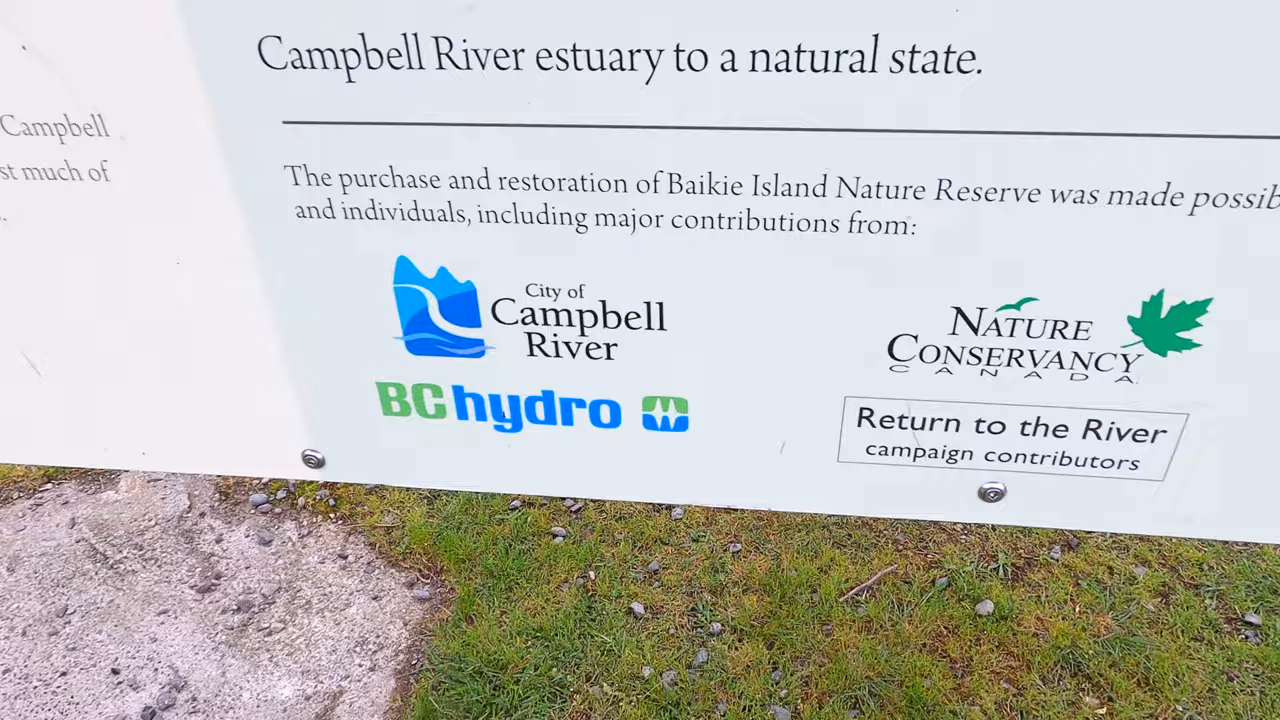 Campbell
st much of
Campbell River estuary to a natural state.
The purchase and restoration of Baikie Island Nature Reserve was made possib
and individuals, including major contributions from:
City of
Campbell
River
BC hydro
NATURE
CONSERVANCY
CANADA
Return to the River
campaign contributors